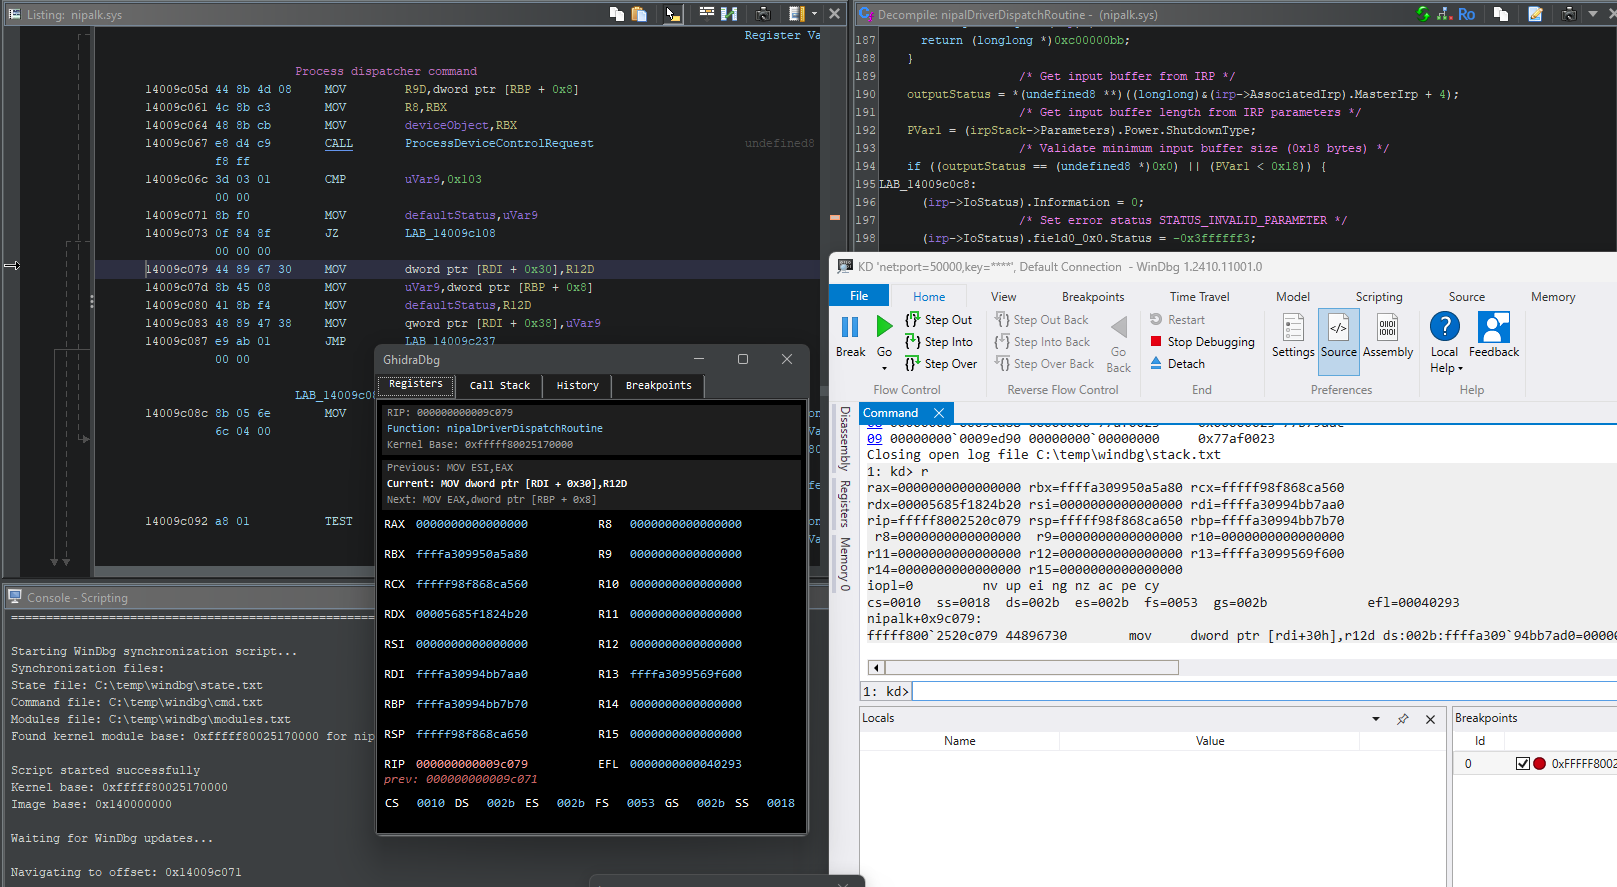 Listing: nipalk.sys
Register Va
Process dispatcher command
14009c05d 44 8b 4d 08 MOV R9D,dword ptr [RBP + 0x8]
14009c061 4c 8b c3 MOV R8,RBX
14009c064 48 8b cb MOV deviceObject,RBX
14009c067 e8 d4 c9 CALL ProcessDeviceControlRequest undefined8
f8 ff
14009c06c 3d 03 01 CMP uVar9,0x103
00 00
14009c071 8b f0 MOV defaultStatus,uVar9
14009c073 0f 84 8f JZ LAB_14009c108
00 00 00
14009c079 44 89 67 30 MOV dword ptr [RDI + 0x30],R12D
14009c07d 8b 45 08 MOV uVar9,dword ptr [RBP + 0x8]
14009c080 41 8b f4 MOV defaultStatus,R12D
14009c083 48 89 47 38 MOV qword ptr [RDI + 0x38],uVar9
14009c087 e9 ab 01 JMP LAB_14009c237
00 00
LAB_14009c08
14009c08c 8b 05 6e MOV
6c 04 00
14009c092 a8 01 TEST
Decompile: nipalDriverDispatchRoutine - (nipalk.sys)
Ro
187 return (longlong *)0xc00000bb;
188 }
189 /* Get input buffer from IRP */
190 outputStatus = *(undefined8 **)((longlong)&(irp->AssociatedIrp).MasterIrp + 4);
191 /* Get input buffer length from IRP parameters */
192 PVar1 = (irpStack->Parameters).Power.ShutdownType;
193 /* Validate minimum input buffer size (0x18 bytes) */
194 if ((outputStatus == (undefined8 *)0x0) || (PVar1 < 0x18)) {
195 LAB_14009c0c8:
196 (irp->IoStatus).Information = 0;
197 /* Set error status STATUS_INVALID_PARAMETER */
198 (irp->IoStatus).field0_0x0.Status = -0x3ffffff3;
Console - Scripting
=====================================================
Starting WinDbg synchronization script...
Synchronization files:
State file: C:\temp\windbg\state.txt
Command file: C:\temp\windbg\cmd.txt
Modules file: C:\temp\windbg\modules.txt
Found kernel module base: 0xfffff80025170000 for nip
Script started successfully
Kernel base: 0xfffff80025170000
Image base: 0x140000000
Waiting for WinDbg updates...
Navigating to offset: 0x14009c071
GhidraDbg
Registers Call Stack History Breakpoints
RIP: 000000000009c079
Function: nipalDriverDispatchRoutine
Kernel Base: 0xfffff80025170000
Previous: MOV ESI,EAX
Current: MOV dword ptr [RDI + 0x30],R12D
Next: MOV EAX,dword ptr [RBP + 0x8]
RAX 0000000000000000 R8 0000000000000000
RBX ffffa309950a5a80 R9 0000000000000000
RCX fffff98f868ca560 R10 0000000000000000
RDX 00005685f1824b20 R11 0000000000000000
RSI 0000000000000000 R12 0000000000000000
RDI ffffa30994bb7aa0 R13 ffffa3099569f600
RBP ffffa30994bb7b70 R14 0000000000000000
RSP fffff98f868ca650 R15 0000000000000000
RIP 000000000009c079 EFL 0000000000040293
prev: 000000000009c071
CS 0010 DS 002b ES 002b FS 0053 GS 002b SS 0018
KD 'net:port=50000,key=****', Default Connection - WinDbg 1.2410.11001.0
File Home View Breakpoints Time Travel Model Scripting Source Memory
Break
Go
Step Out
Step Into
Step Over
Flow Control
Step Out Back
Step Into Back
Step Over Back
Go Back
Reverse Flow Control
Restart
Stop Debugging
Detach
End
Settings Source Assembly
Preferences
Local Help
Feedback
Help
Disassembly
Registers
Memory 0
Command
09 00000000`0009ed90 00000000`00000000 0x77af0023
Closing open log file C:\temp\windbg\stack.txt
1: kd> r
rax=0000000000000000 rbx=ffffa309950a5a80 rcx=fffff98f868ca560
rdx=00005685f1824b20 rsi=0000000000000000 rdi=ffffa30994bb7aa0
rip=fffff8002520c079 rsp=fffff98f868ca650 rbp=ffffa30994bb7b70
r8=0000000000000000 r9=0000000000000000 r10=0000000000000000
r11=0000000000000000 r12=0000000000000000 r13=ffffa3099569f600
r14=0000000000000000 r15=0000000000000000
iopl=0 nv up ei ng nz ac pe cy
cs=0010 ss=0018 ds=002b es=002b fs=0053 gs=002b efl=00040293
nipalk+0x9c079:
fffff800`2520c079 44896730 mov dword ptr [rdi+30h],r12d ds:002b:ffffa309`94bb7ad0=00000
1: kd>
Locals
Name Value
Breakpoints
Id
0 0xFFFFF8002